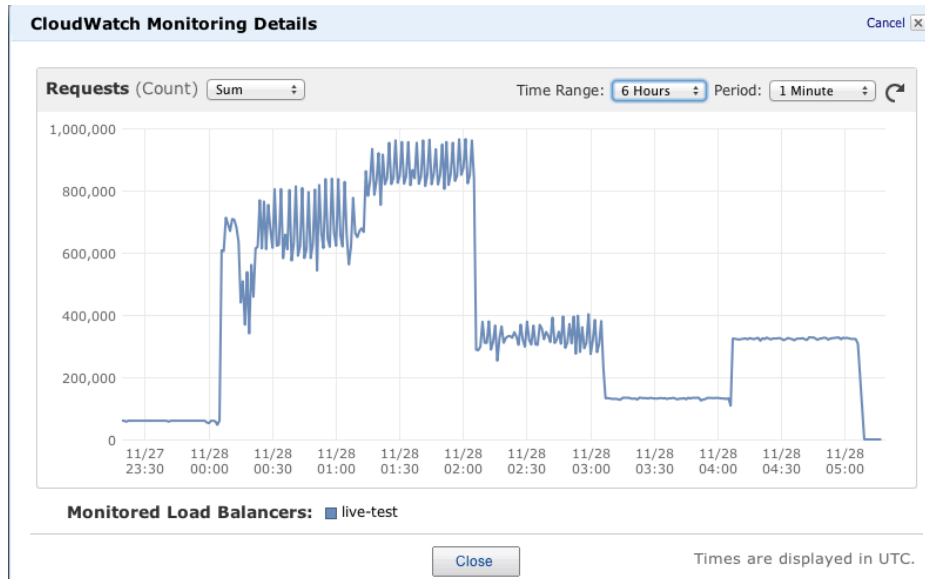 CloudWatch Monitoring Details Cancel
Requests (Count) Sum Time Range: 6 Hours Period: 1 Minute
1,000,000
800,000
600,000
400,000
200,000
0
11/27 11/28 11/28 11/28 11/28 11/28 11/28 11/28 11/28 11/28 11/28 11/28
23:30 00:00 00:30 01:00 01:30 02:00 02:30 03:00 03:30 04:00 04:30 05:00
Monitored Load Balancers: live-test
Close Times are displayed in UTC.